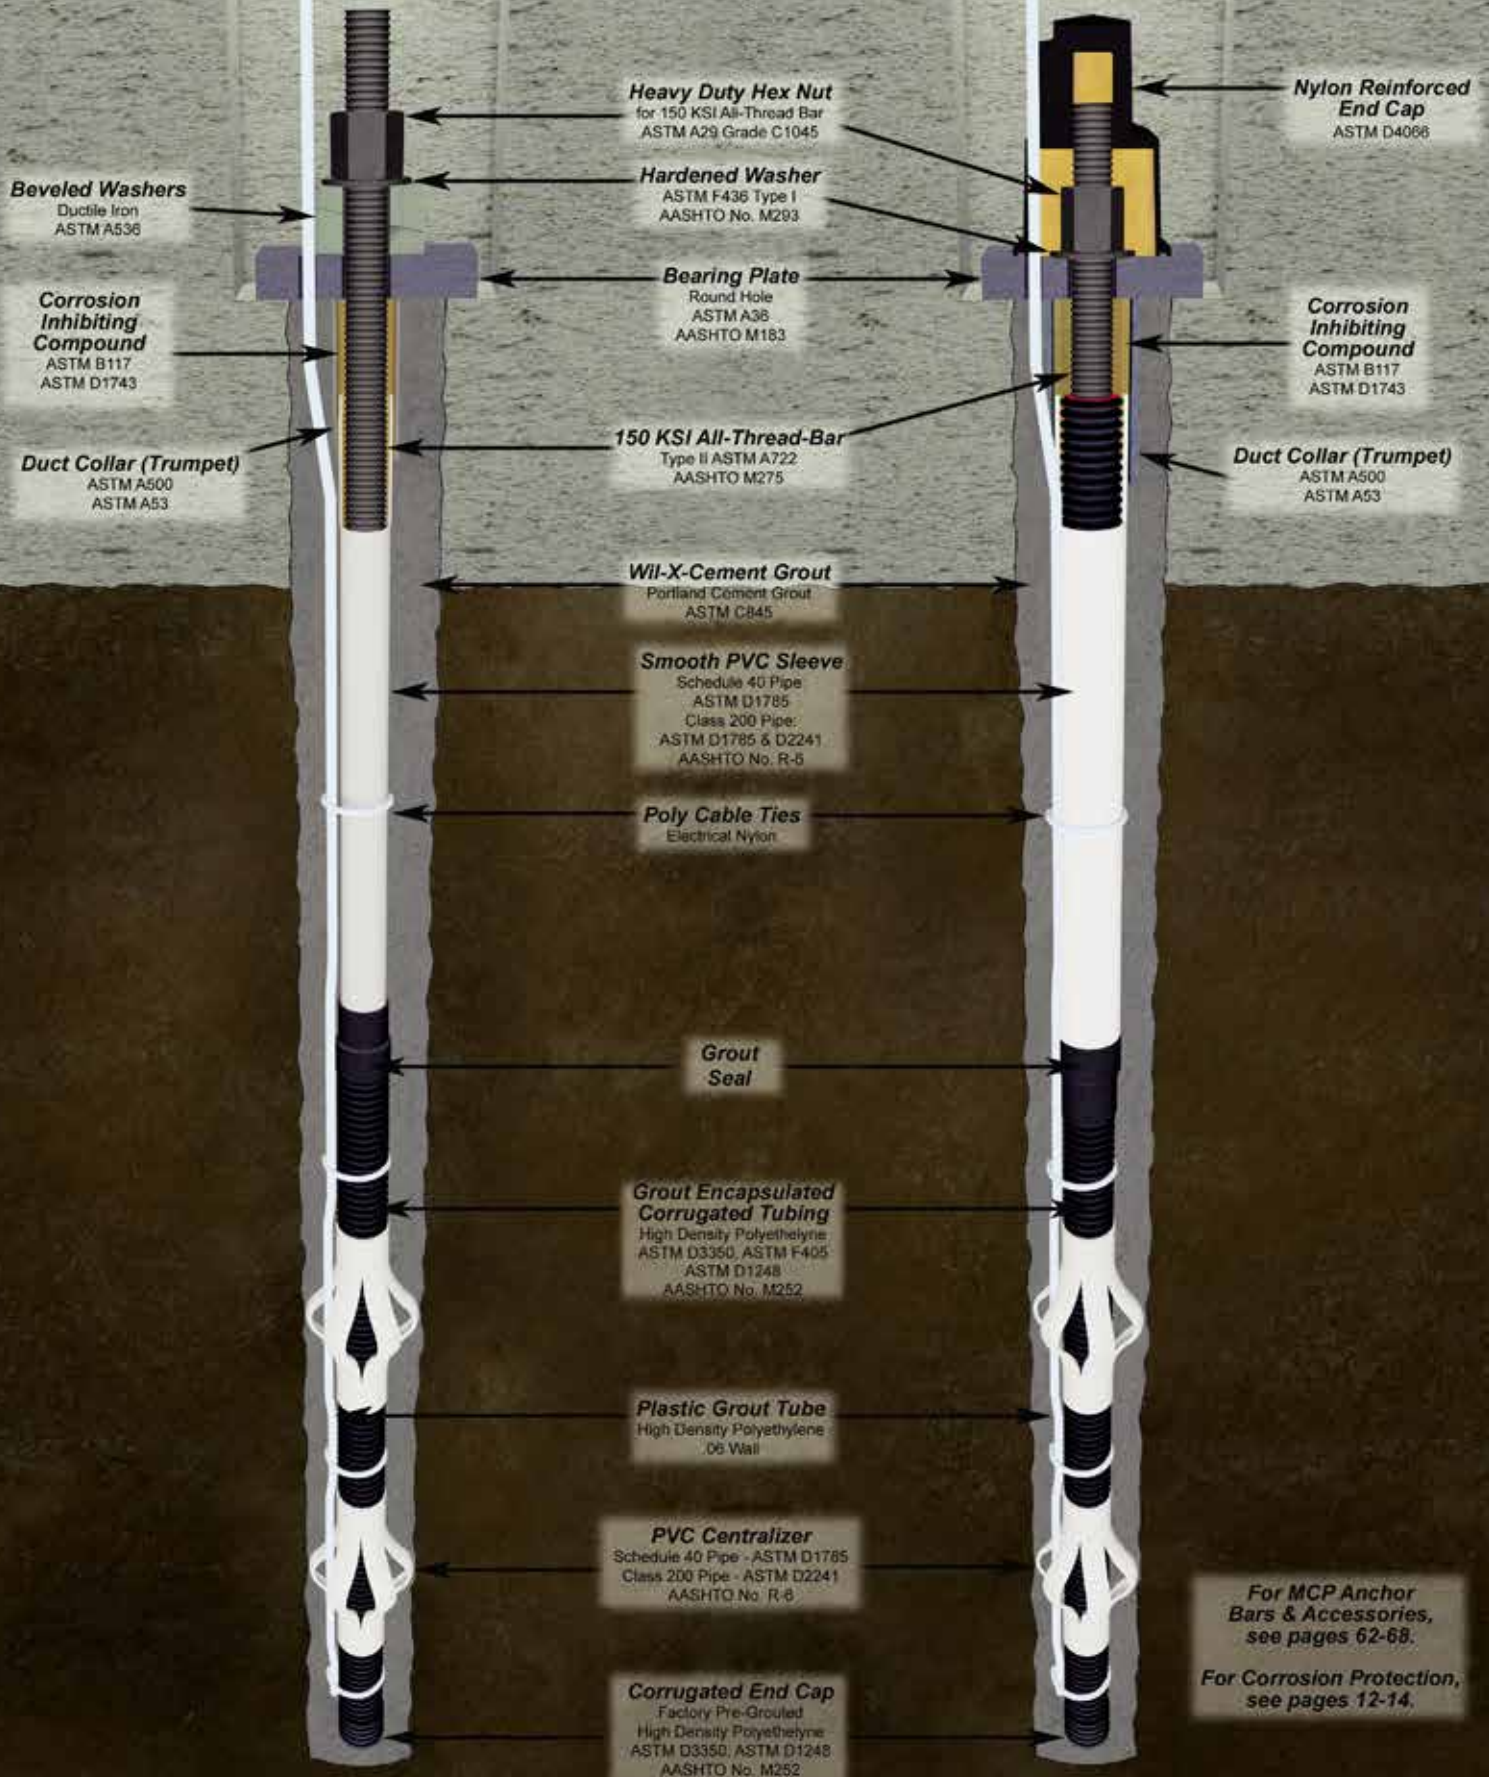 Heavy Duty Hex Nut
for 150 KSI All-Thread Bar
ASTM A29 Grade C1045
Nylon Reinforced
End Cap
ASTM D4066
Beveled Washers
Ductile Iron
ASTM A536
Hardened Washer
ASTM F436 Type I
AASHTO No. M293
Bearing Plate
Round Hole
ASTM A36
AASHTO M183
Corrosion
Inhibiting
Compound
ASTM B117
ASTM D1743
Corrosion
Inhibiting
Compound
ASTM B117
ASTM D1743
Duct Collar (Trumpet)
ASTM A500
ASTM A53
150 KSI All-Thread-Bar
Type II ASTM A722
AASHTO M275
Duct Collar (Trumpet)
ASTM A500
ASTM A53
Wil-X-Cement Grout
Portland Cement Grout
ASTM C845
Smooth PVC Sleeve
Schedule 40 Pipe
ASTM D1785
Class 200 Pipe:
ASTM D1785 & D2241
AASHTO No. R-6
Poly Cable Ties
Electrical Nylon
Grout
Seal
Grout Encapsulated
Corrugated Tubing
High Density Polyethelyne
ASTM D3350, ASTM F405
ASTM D1248
AASHTO No. M252
Plastic Grout Tube
High Density Polyethylene
.06 Wall
PVC Centralizer
Schedule 40 Pipe - ASTM D1785
Class 200 Pipe - ASTM D2241
AASHTO No. R-6
For MCP Anchor
Bars & Accessories,
see pages 62-68.
For Corrosion Protection,
see pages 12-14.
Corrugated End Cap
Factory Pre-Grouted
High Density Polyethelyne
ASTM D3350, ASTM D1248
AASHTO No. M252